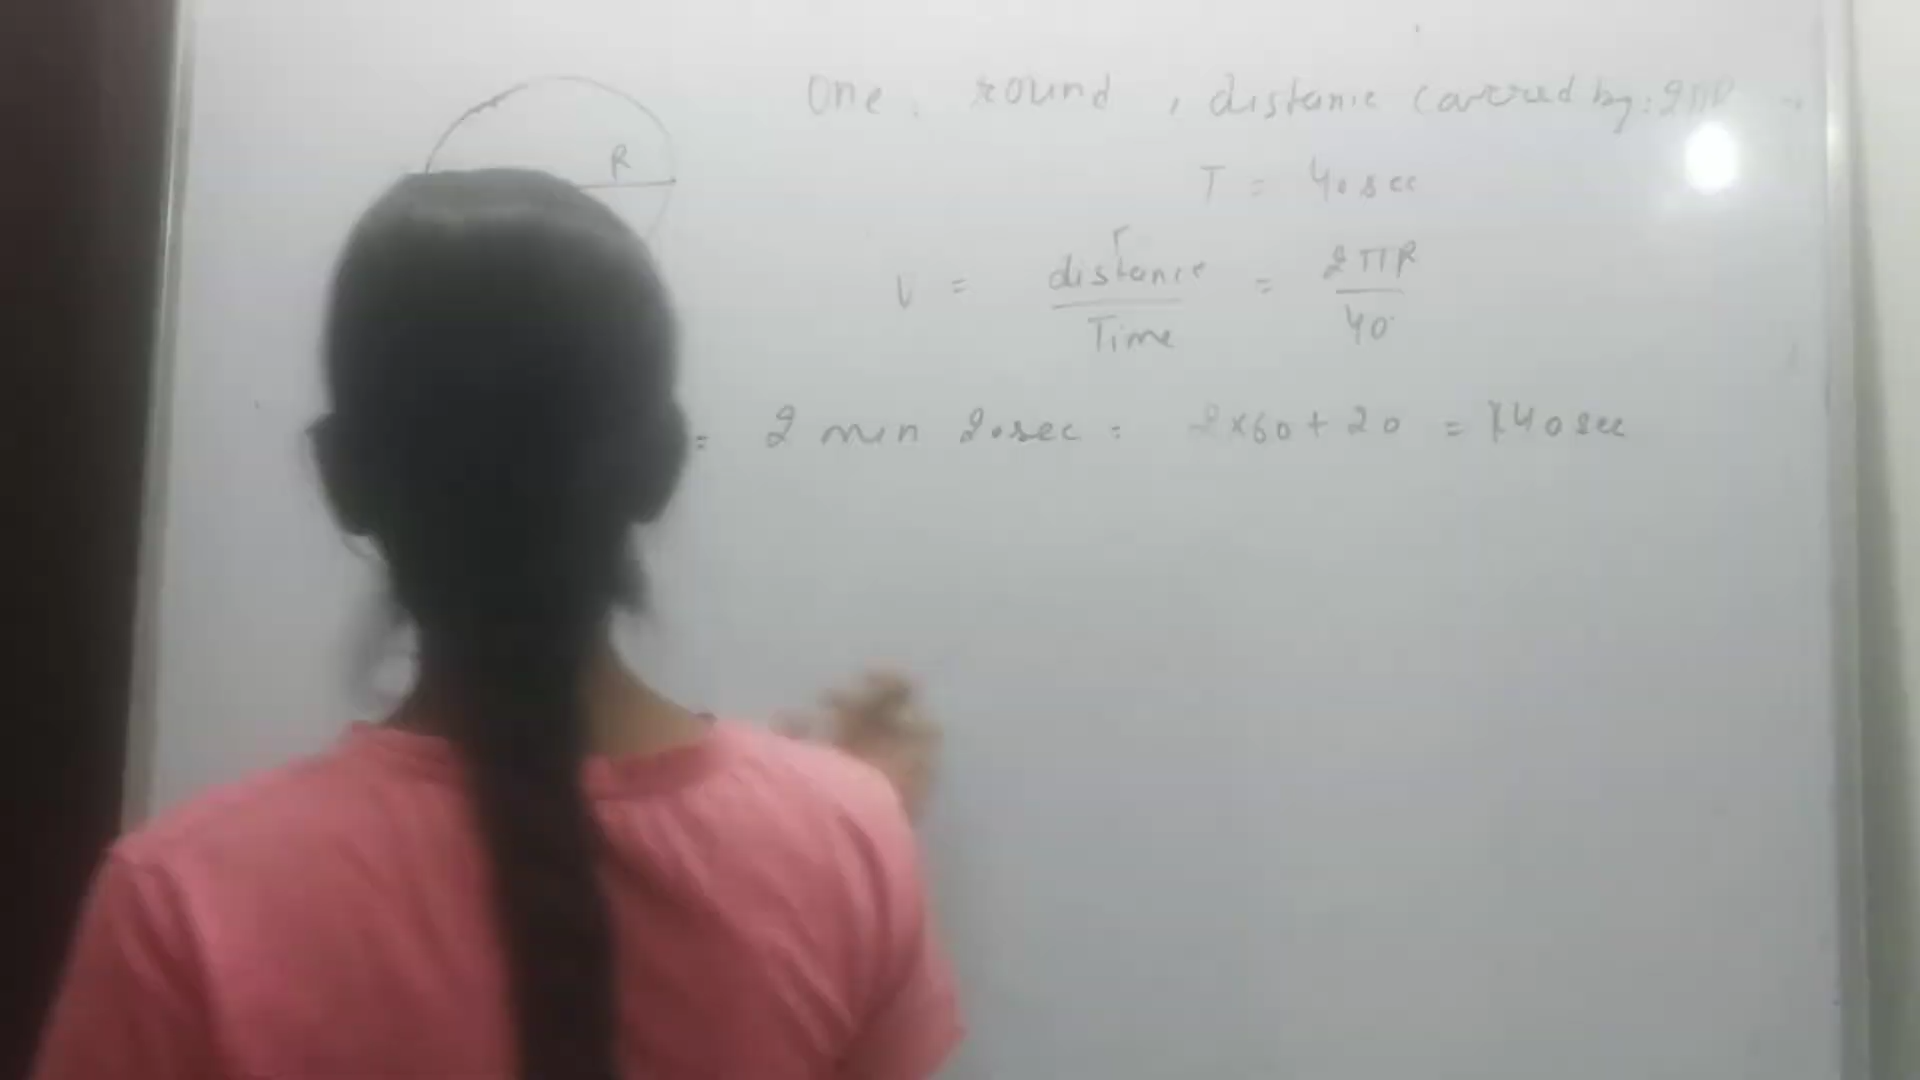 R
One round, distance covered by: 2πR
T = 40 sec
V = distance / Time = 2πR / 40
= 2 min 20 sec = 2×60 + 20 = 140 sec